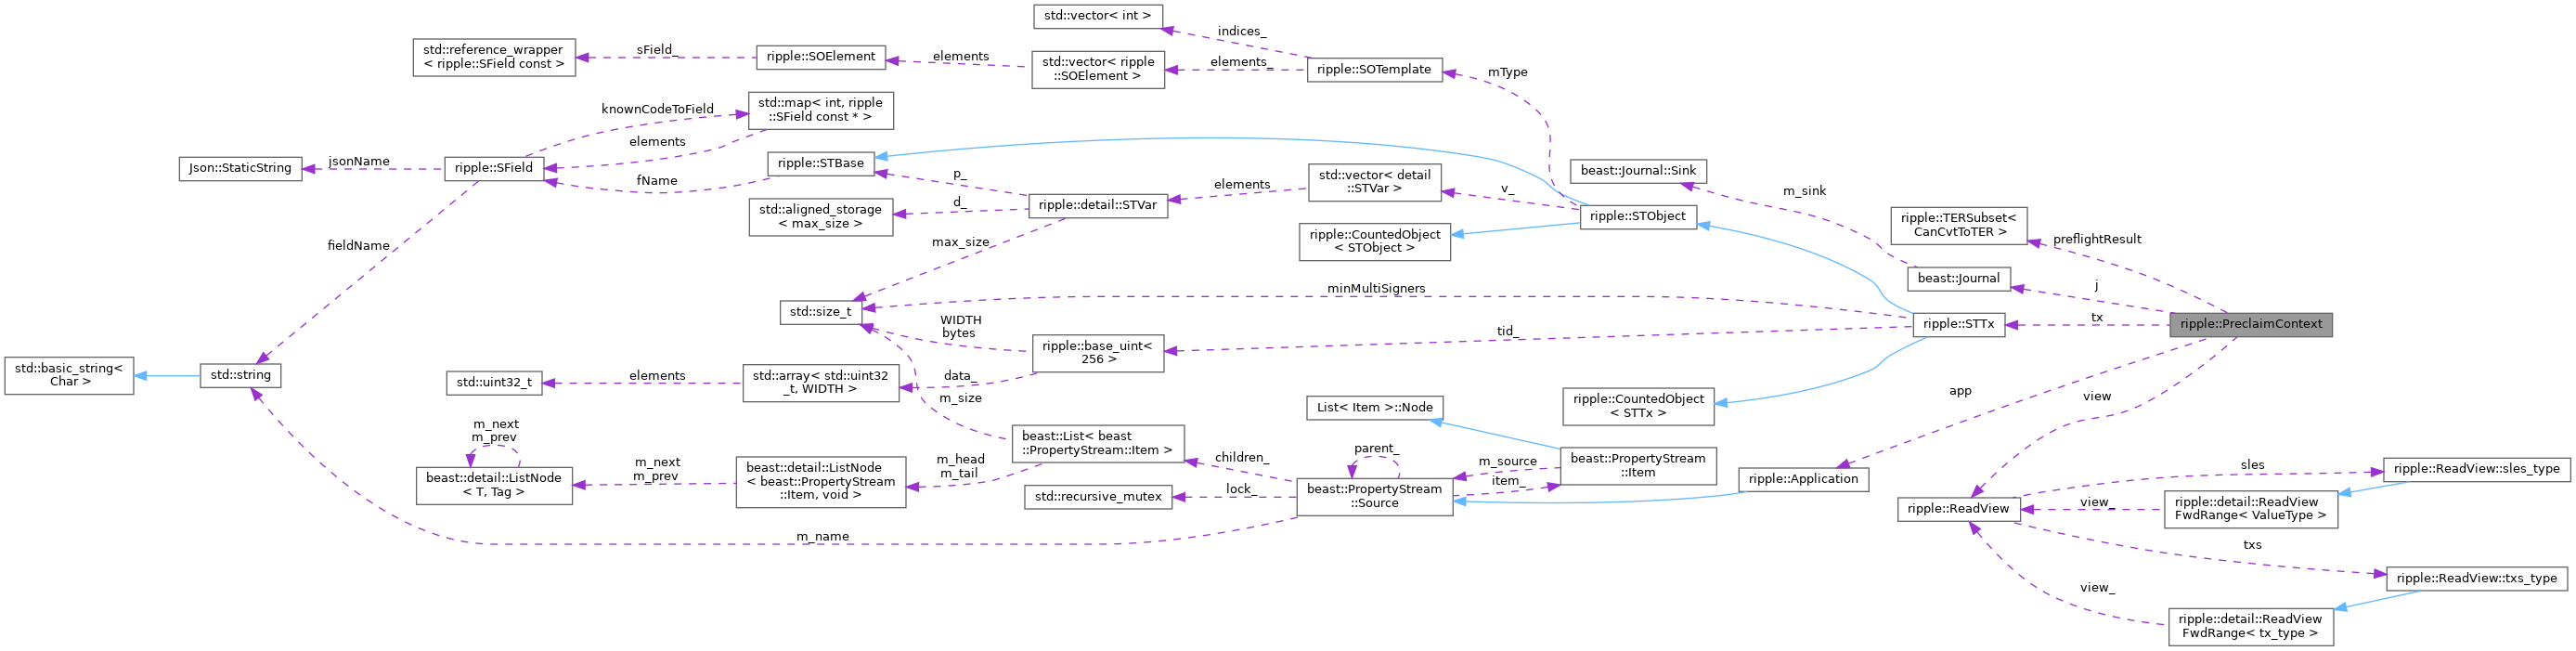 std::vector< int >
indices_
std::reference_wrapper
< ripple::SField const >
sField_
ripple::SOElement
elements
std::vector< ripple
::SOElement >
elements_
ripple::SOTemplate
mType
knownCodeToField
std::map< int, ripple
::SField const * >
elements
Json::StaticString
jsonName
ripple::SField
fName
ripple::STBase
p_
std::aligned_storage
< max_size >
d_
ripple::detail::STVar
elements
std::vector< detail
::STVar >
v_
ripple::STObject
beast::Journal::Sink
m_sink
ripple::CountedObject
< STObject >
ripple::TERSubset<
CanCvtToTER >
preflightResult
fieldName
max_size
beast::Journal
j
std::size_t
minMultiSigners
WIDTH
bytes
ripple::base_uint<
256 >
tid_
ripple::STTx
tx
ripple::PreclaimContext
std::basic_string<
Char >
std::string
std::uint32_t
elements
std::array< std::uint32
_t, WIDTH >
data_
m_size
ripple::CountedObject
< STTx >
app
view
List< Item >::Node
m_next
m_prev
beast::detail::ListNode
< T, Tag >
m_next
m_prev
beast::detail::ListNode
< beast::PropertyStream
::Item, void >
m_head
m_tail
beast::List< beast
::PropertyStream::Item >
children_
parent_
std::recursive_mutex
lock_
beast::PropertyStream
::Source
m_source
item_
beast::PropertyStream
::Item
ripple::Application
m_name
ripple::ReadView
sles
ripple::ReadView::sles_type
view_
ripple::detail::ReadView
FwdRange< ValueType >
txs
ripple::ReadView::txs_type
view_
ripple::detail::ReadView
FwdRange< tx_type >